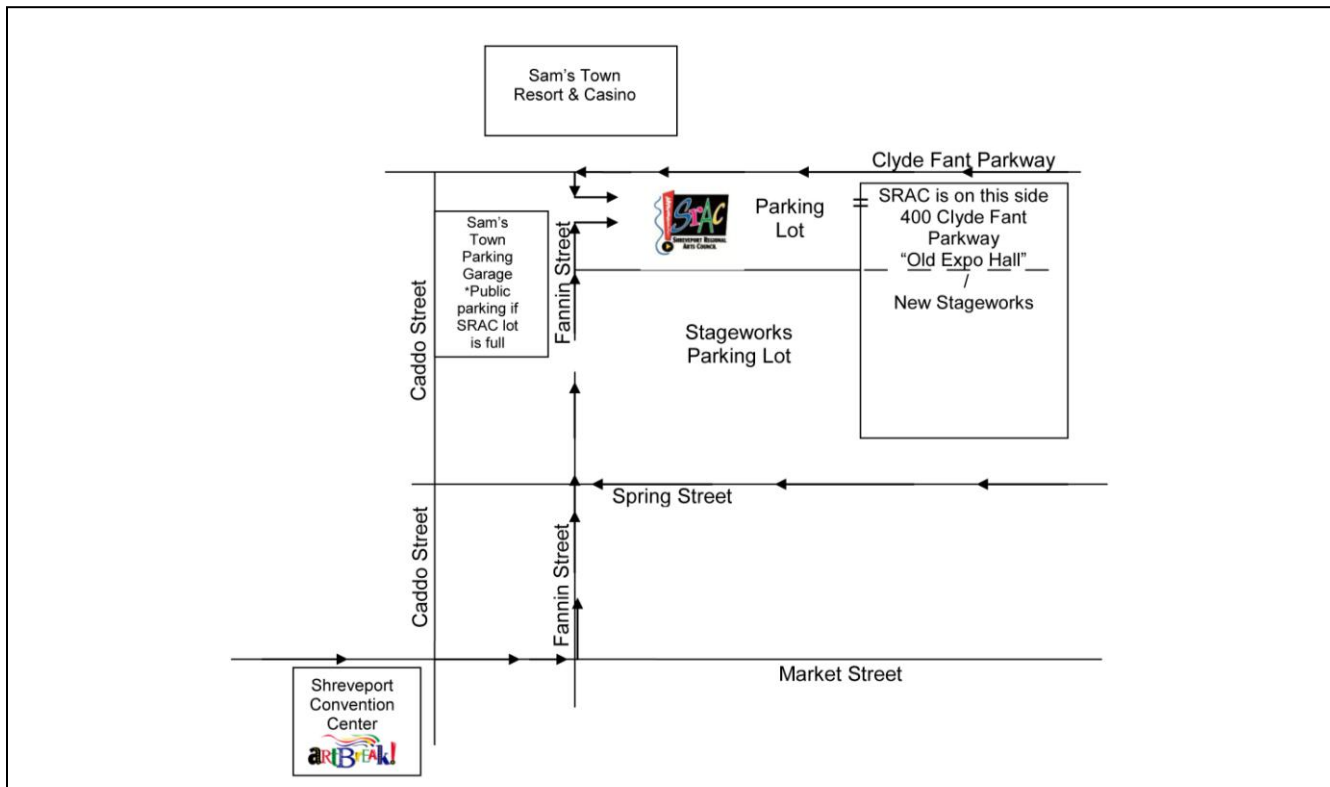 Sam's Town
Resort & Casino
Clyde Fant Parkway
SRAC
SHREVEPORT REGIONAL
ARTS COUNCIL
Parking
Lot
SRAC is on this side
400 Clyde Fant
Parkway
“Old Expo Hall”
/
New Stageworks
Sam's
Town
Parking
Garage
*Public
parking if
SRAC lot
is full
Caddo Street
Fannin Street
Stageworks
Parking Lot
Spring Street
Caddo Street
Fannin Street
Market Street
Shreveport
Convention
Center
artBrEAk!